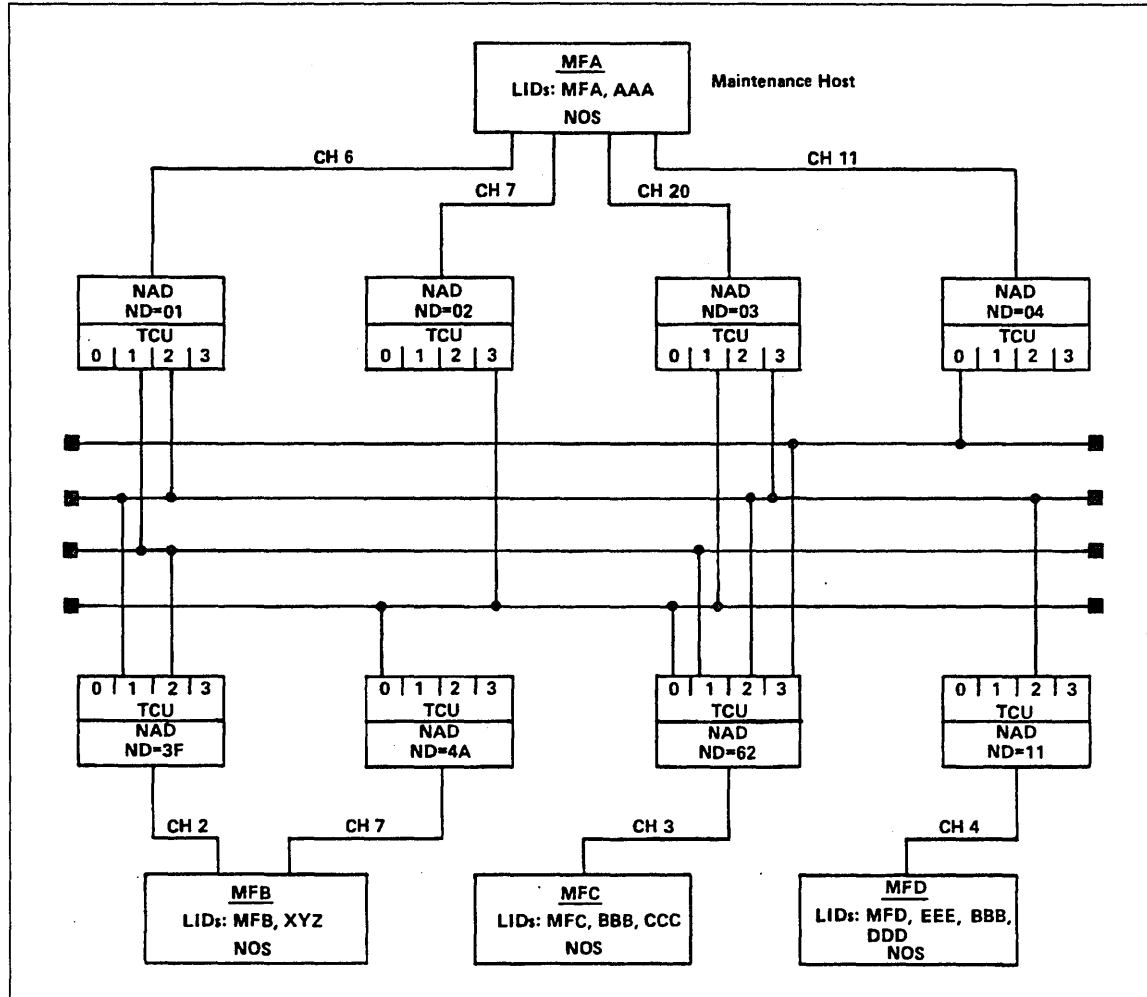 MFA
LIDs: MFA, AAA
NOS
Maintenance Host
CH 6
CH 7
CH 20
CH 11
NAD
ND=01
TCU
0 | 1 | 2 | 3
NAD
ND=02
TCU
0 | 1 | 2 | 3
NAD
ND=03
TCU
0 | 1 | 2 | 3
NAD
ND=04
TCU
0 | 1 | 2 | 3
0 | 1 | 2 | 3
TCU
NAD
ND=3F
0 | 1 | 2 | 3
TCU
NAD
ND=4A
0 | 1 | 2 | 3
TCU
NAD
ND=62
0 | 1 | 2 | 3
TCU
NAD
ND=11
CH 2
CH 7
CH 3
CH 4
MFB
LIDs: MFB, XYZ
NOS
MFC
LIDs: MFC, BBB, CCC
NOS
MFD
LIDs: MFD, EEE, BBB,
DDD
NOS